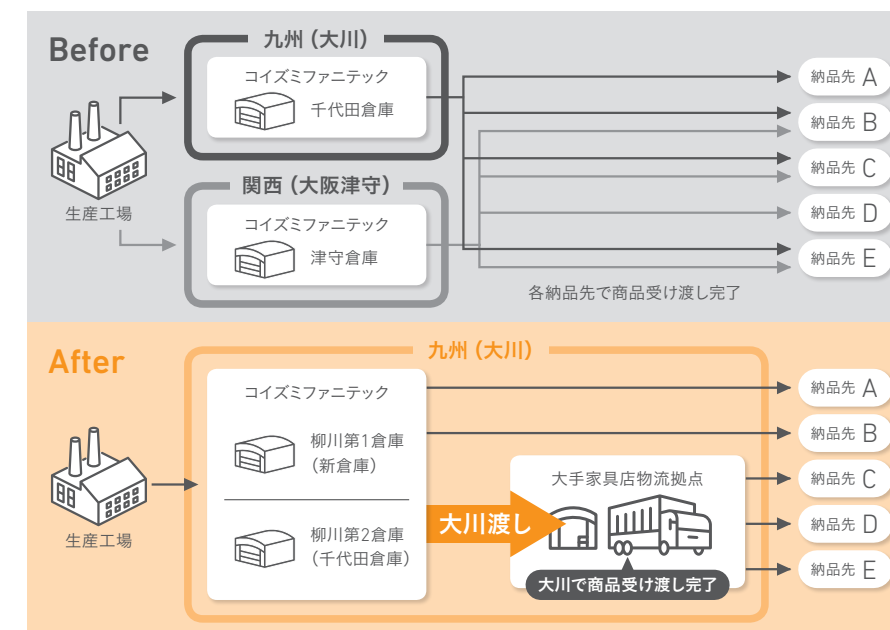 Before
九州（大川）
コイズミファニテック
千代田倉庫
生産工場
関西（大阪津守）
コイズミファニテック
津守倉庫
納品先 A
納品先 B
納品先 C
納品先 D
納品先 E
各納品先で商品受け渡し完了
After
九州（大川）
コイズミファニテック
柳川第1倉庫
（新倉庫）
柳川第2倉庫
（千代田倉庫）
生産工場
大川渡し
大手家具店物流拠点
大川で商品受け渡し完了
納品先 A
納品先 B
納品先 C
納品先 D
納品先 E